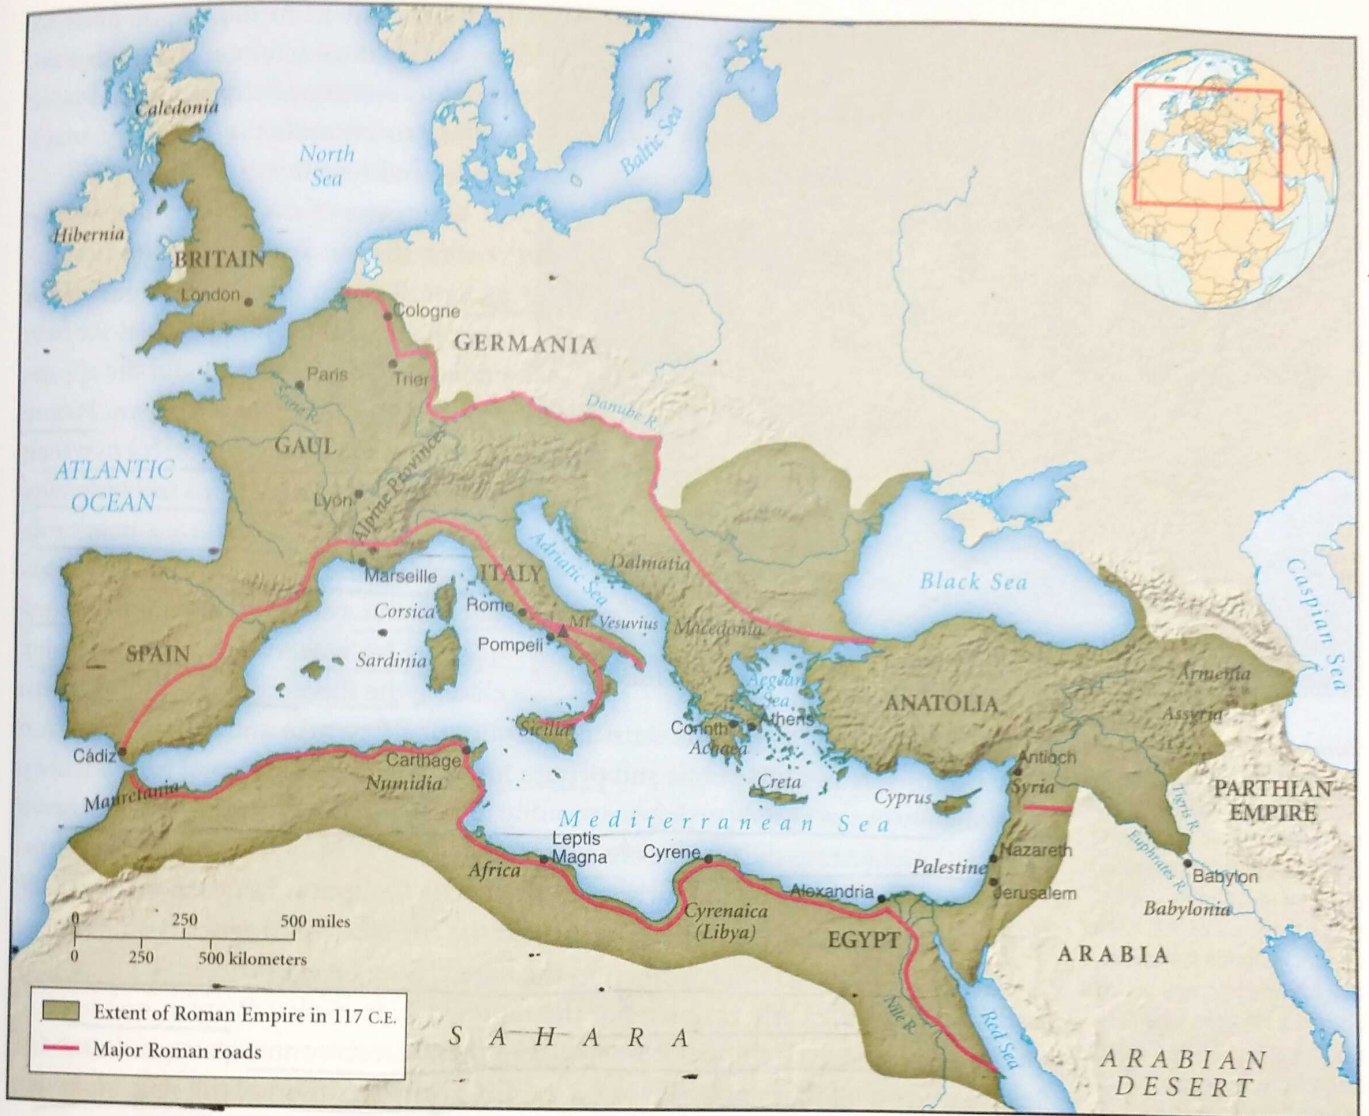 Caledonia
North
Sea
Baltic Sea
Hibernia
BRITAIN
London
Cologne
GERMANIA
Paris
Trier
Seine R.
Danube R.
GAUL
ATLANTIC
OCEAN
Lyon
Alpine Provinces
Adriatic Sea
Dalmatia
Black Sea
Caspian Sea
Marseille
ITALY
Corsica
Rome
Mt. Vesuvius
Macedonia
Pompeii
SPAIN
Sardinia
Aegean
Sea
Armenia
ANATOLIA
Assyria
Sicilia
Corinth
Athens
Achaea
Cádiz
Carthage
Antioch
Mauretania
Numidia
Creta
Cyprus
Syria
PARTHIAN
EMPIRE
Tigris R.
Mediterranean Sea
Leptis
Magna
Cyrene
Nazareth
Africa
Palestine
Euphrates R.
Babylon
Alexandria
Jerusalem
Cyrenaica
(Libya)
Babylonia
EGYPT
ARABIA
0 250 500 miles
0 250 500 kilometers
Extent of Roman Empire in 117 C.E.
Major Roman roads
Nile R.
Red Sea
SAHARA
ARABIAN
DESERT